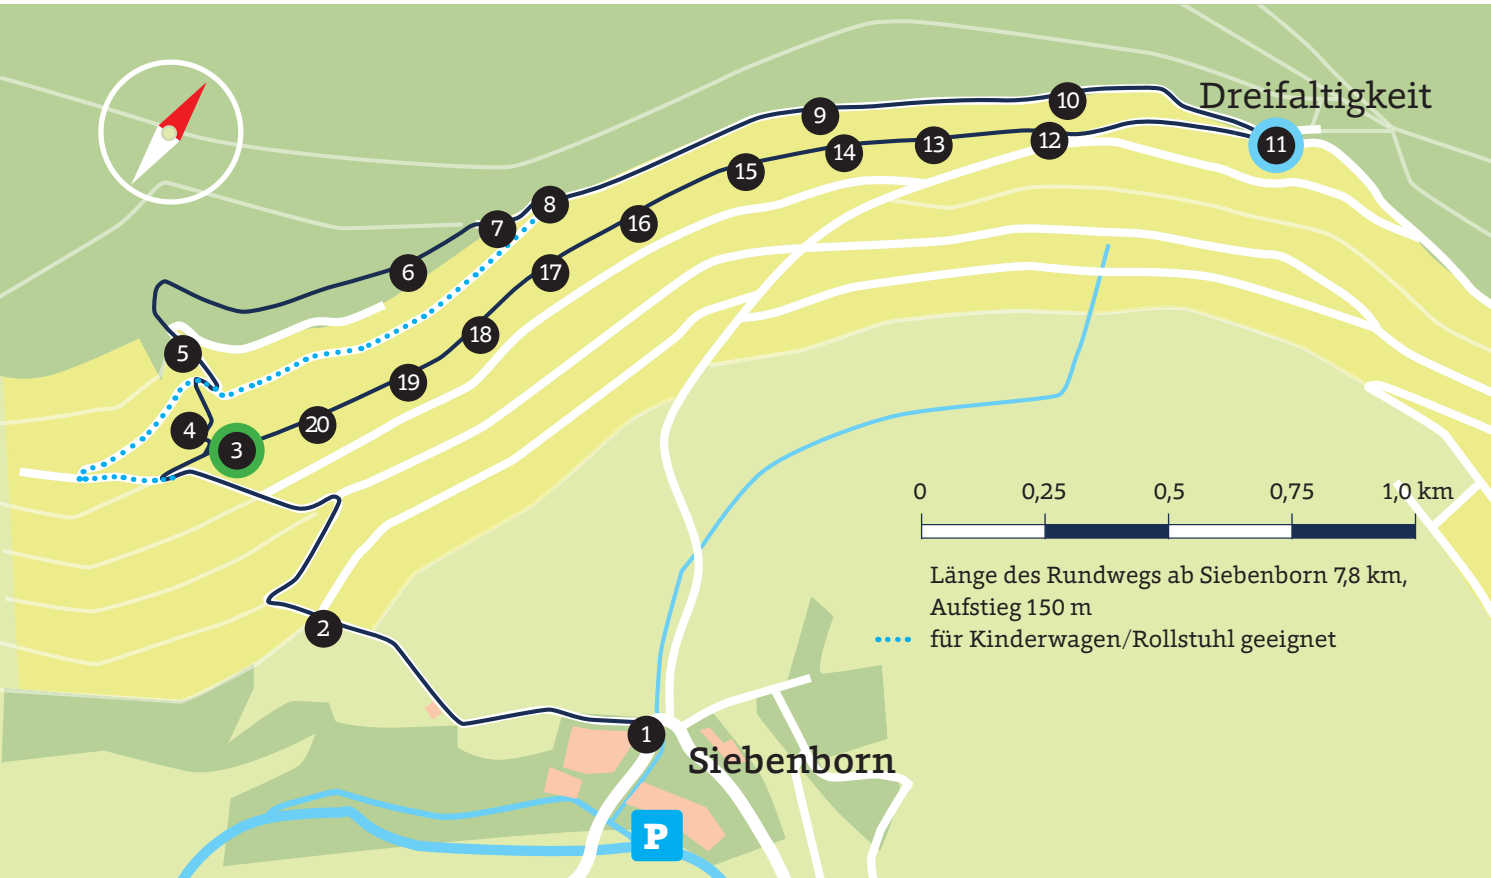 Dreifaltigkeit
10
9
11
12
13
14
15
8
16
7
6
17
18
5
19
20
4
3
0 0,25 0,5 0,75 1,0 km
Länge des Rundwegs ab Siebenborn 7,8 km,
Aufstieg 150 m
für Kinderwagen/Rollstuhl geeignet
2
1
Siebenborn
P